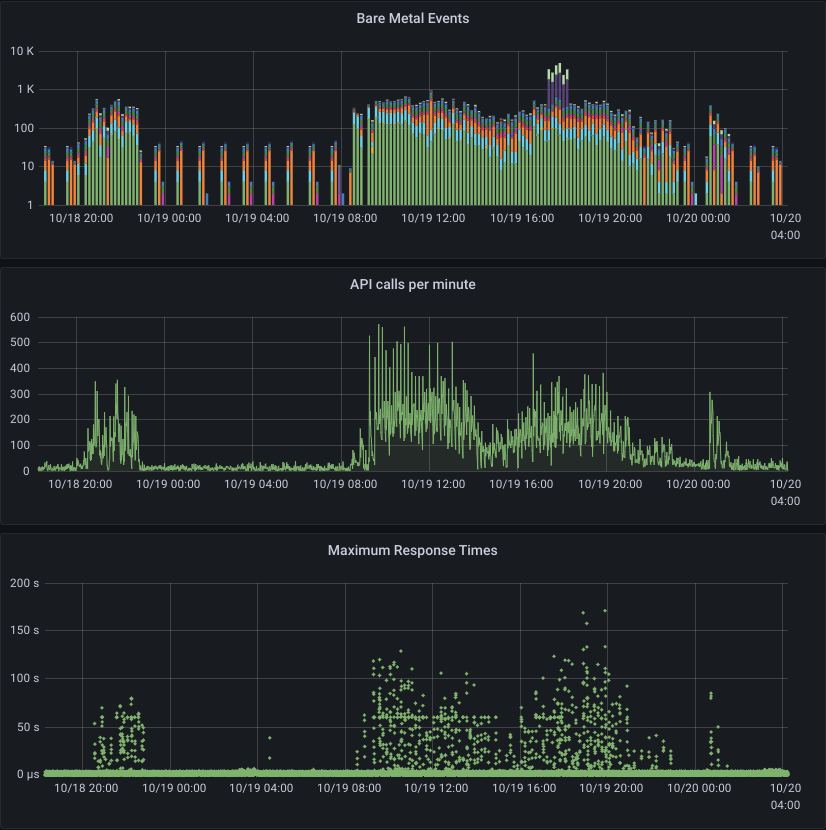 Bare Metal Events
10 K
1 K
100
10
1
10/18 20:00 10/19 00:00 10/19 04:00 10/19 08:00 10/19 12:00 10/19 16:00 10/19 20:00 10/20 00:00 10/20
04:00
API calls per minute
600
500
400
300
200
100
0
10/18 20:00 10/19 00:00 10/19 04:00 10/19 08:00 10/19 12:00 10/19 16:00 10/19 20:00 10/20 00:00 10/20
04:00
Maximum Response Times
200 s
150 s
100 s
50 s
0 µs
10/18 20:00 10/19 00:00 10/19 04:00 10/19 08:00 10/19 12:00 10/19 16:00 10/19 20:00 10/20 00:00 10/20
04:00